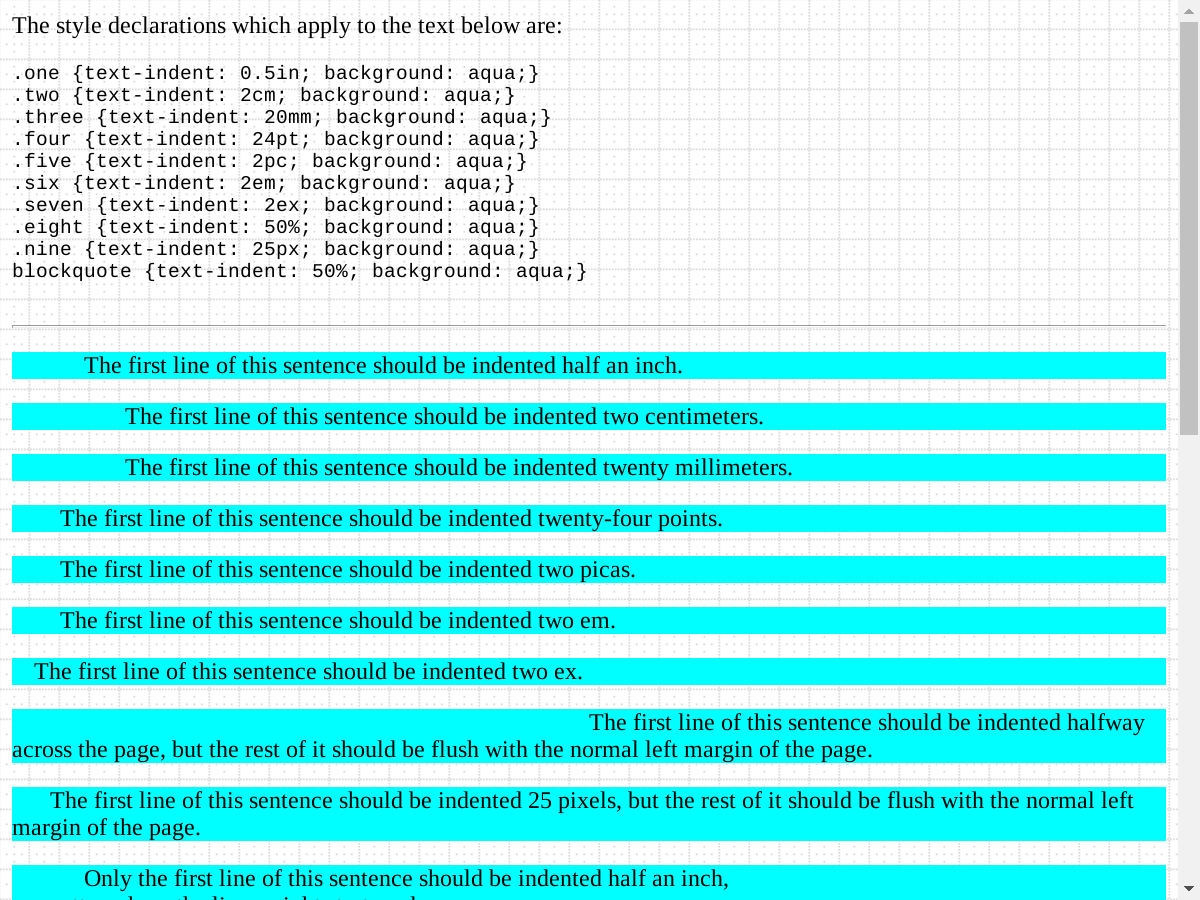 The style declarations which apply to the text below are:
.one {text-indent: 0.5in; background: aqua;}
.two {text-indent: 2cm; background: aqua;}
.three {text-indent: 20mm; background: aqua;}
.four {text-indent: 24pt; background: aqua;}
.five {text-indent: 2pc; background: aqua;}
.six {text-indent: 2em; background: aqua;}
.seven {text-indent: 2ex; background: aqua;}
.eight {text-indent: 50%; background: aqua;}
.nine {text-indent: 25px; background: aqua;}
blockquote {text-indent: 50%; background: aqua;}
The first line of this sentence should be indented half an inch.
The first line of this sentence should be indented two centimeters.
The first line of this sentence should be indented twenty millimeters.
The first line of this sentence should be indented twenty-four points.
The first line of this sentence should be indented two picas.
The first line of this sentence should be indented two em.
The first line of this sentence should be indented two ex.
The first line of this sentence should be indented halfway
across the page, but the rest of it should be flush with the normal left margin of the page.
The first line of this sentence should be indented 25 pixels, but the rest of it should be flush with the normal left
margin of the page.
Only the first line of this sentence should be indented half an inch,